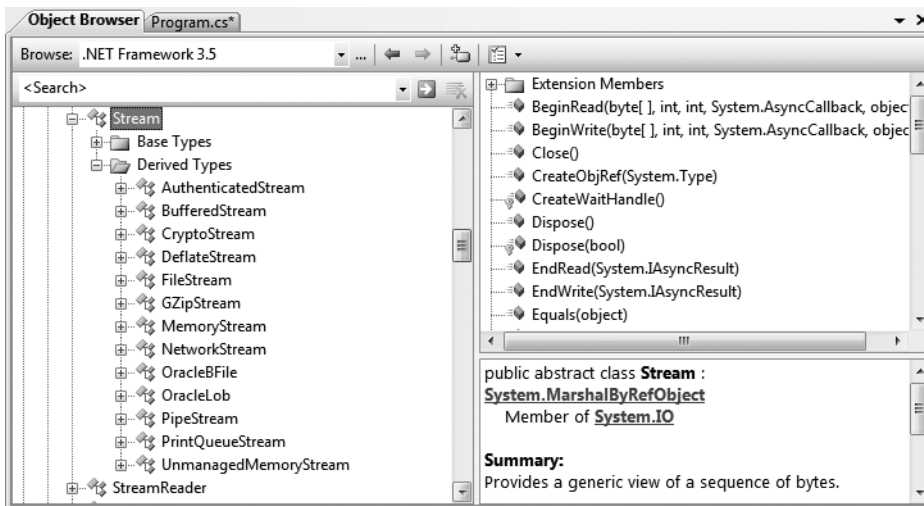 Object Browser Program.cs*
Browse: .NET Framework 3.5 ...
<Search>
Stream
Base Types
Derived Types
AuthenticatedStream
BufferedStream
CryptoStream
DeflateStream
FileStream
GZipStream
MemoryStream
NetworkStream
OracleBFile
OracleLob
PipeStream
PrintQueueStream
UnmanagedMemoryStream
StreamReader
Extension Members
BeginRead(byte[ ], int, int, System.AsyncCallback, objec
BeginWrite(byte[ ], int, int, System.AsyncCallback, objec
Close()
CreateObjRef(System.Type)
CreateWaitHandle()
Dispose()
Dispose(bool)
EndRead(System.IAsyncResult)
EndWrite(System.IAsyncResult)
Equals(object)
public abstract class Stream :
System.MarshalByRefObject
Member of System.IO
Summary:
Provides a generic view of a sequence of bytes.